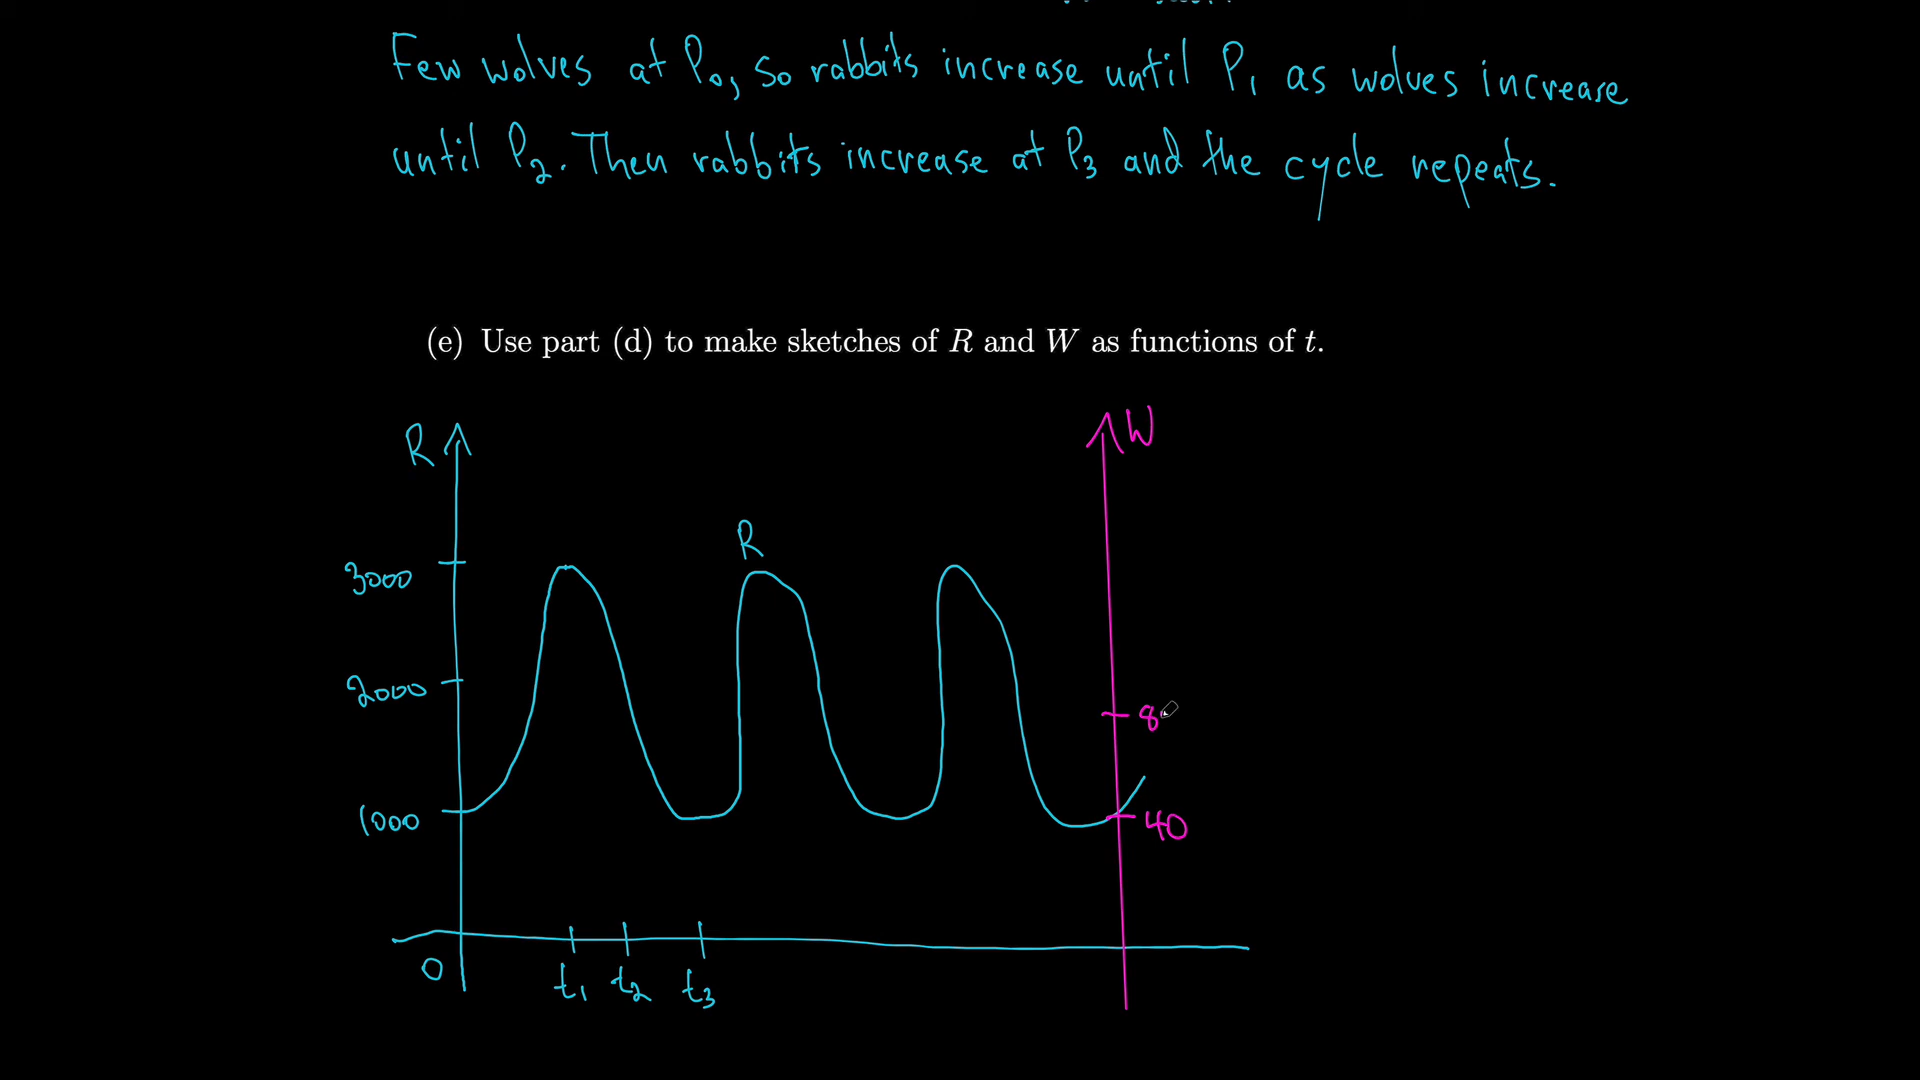 Few wolves at P₀, so rabbits increase until P₁ as wolves increase
until P₂. Then rabbits increase at P₃ and the cycle repeats.
(e) Use part (d) to make sketches of R and W as functions of t.
R
W
R
3000
2000
8
1000
40
0
t₁ t₂ t₃